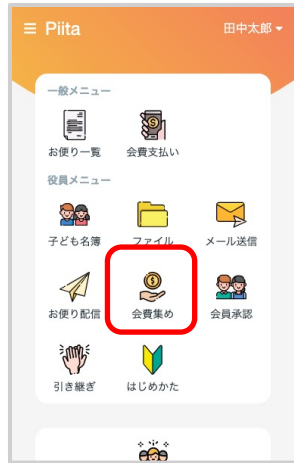 Piita 田中太郎
一般メニュー
お便り一覧 会費支払い
役員メニュー
子ども名簿 ファイル メール送信
お便り配信 会費集め 会員承認
引き継ぎ はじめかた